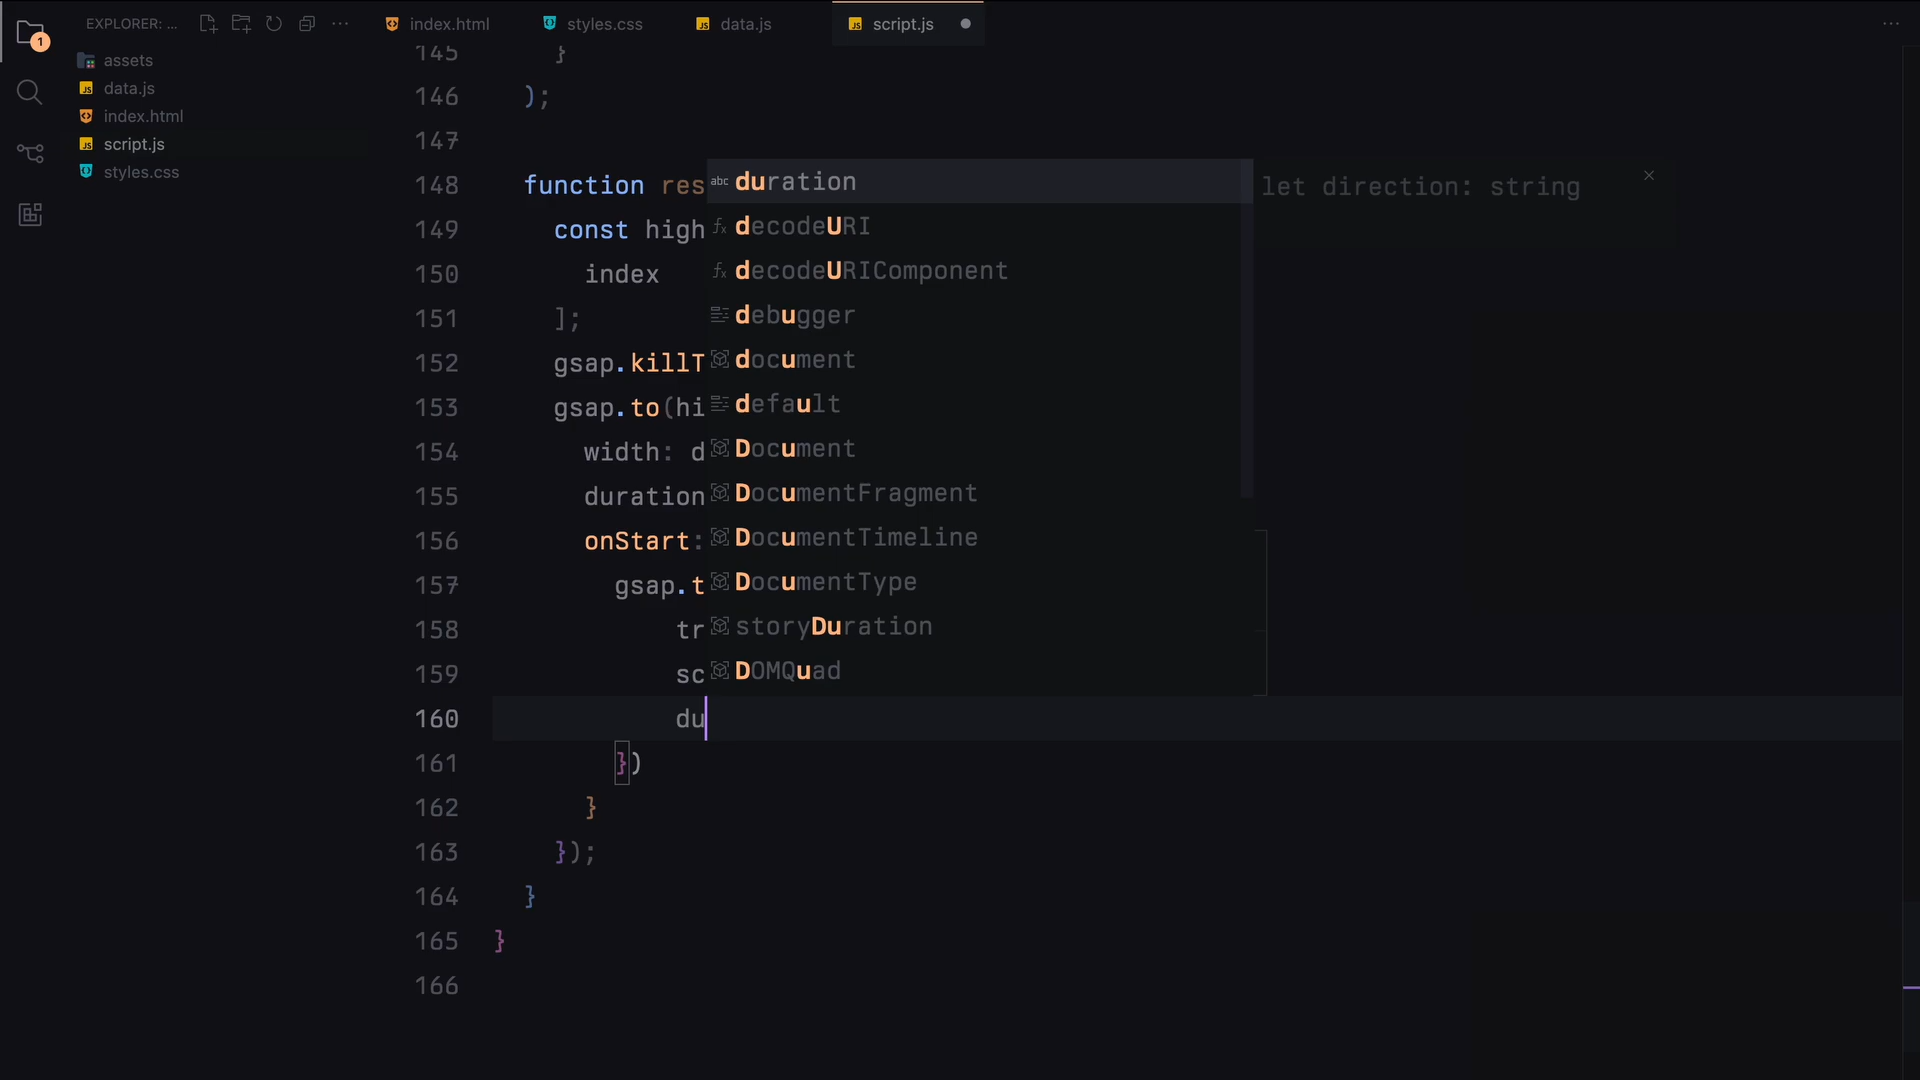 1
EXPLORER: ...
index.html
styles.css
data.js
script.js
assets
data.js
index.html
script.js
styles.css
145 }
146 );
147
148 function res
149 const high
150 index
151 ];
152 gsap.killT
153 gsap.to(hi
154 width: d
155 duration
156 onStart:
157 gsap.t
158 tr
159 sc
160 du
161 })
162 }
163 });
164 }
165 }
166
abc duration
decodeURI
decodeURIComponent
debugger
document
default
Document
DocumentFragment
DocumentTimeline
DocumentType
storyDuration
DOMQuad
let direction: string